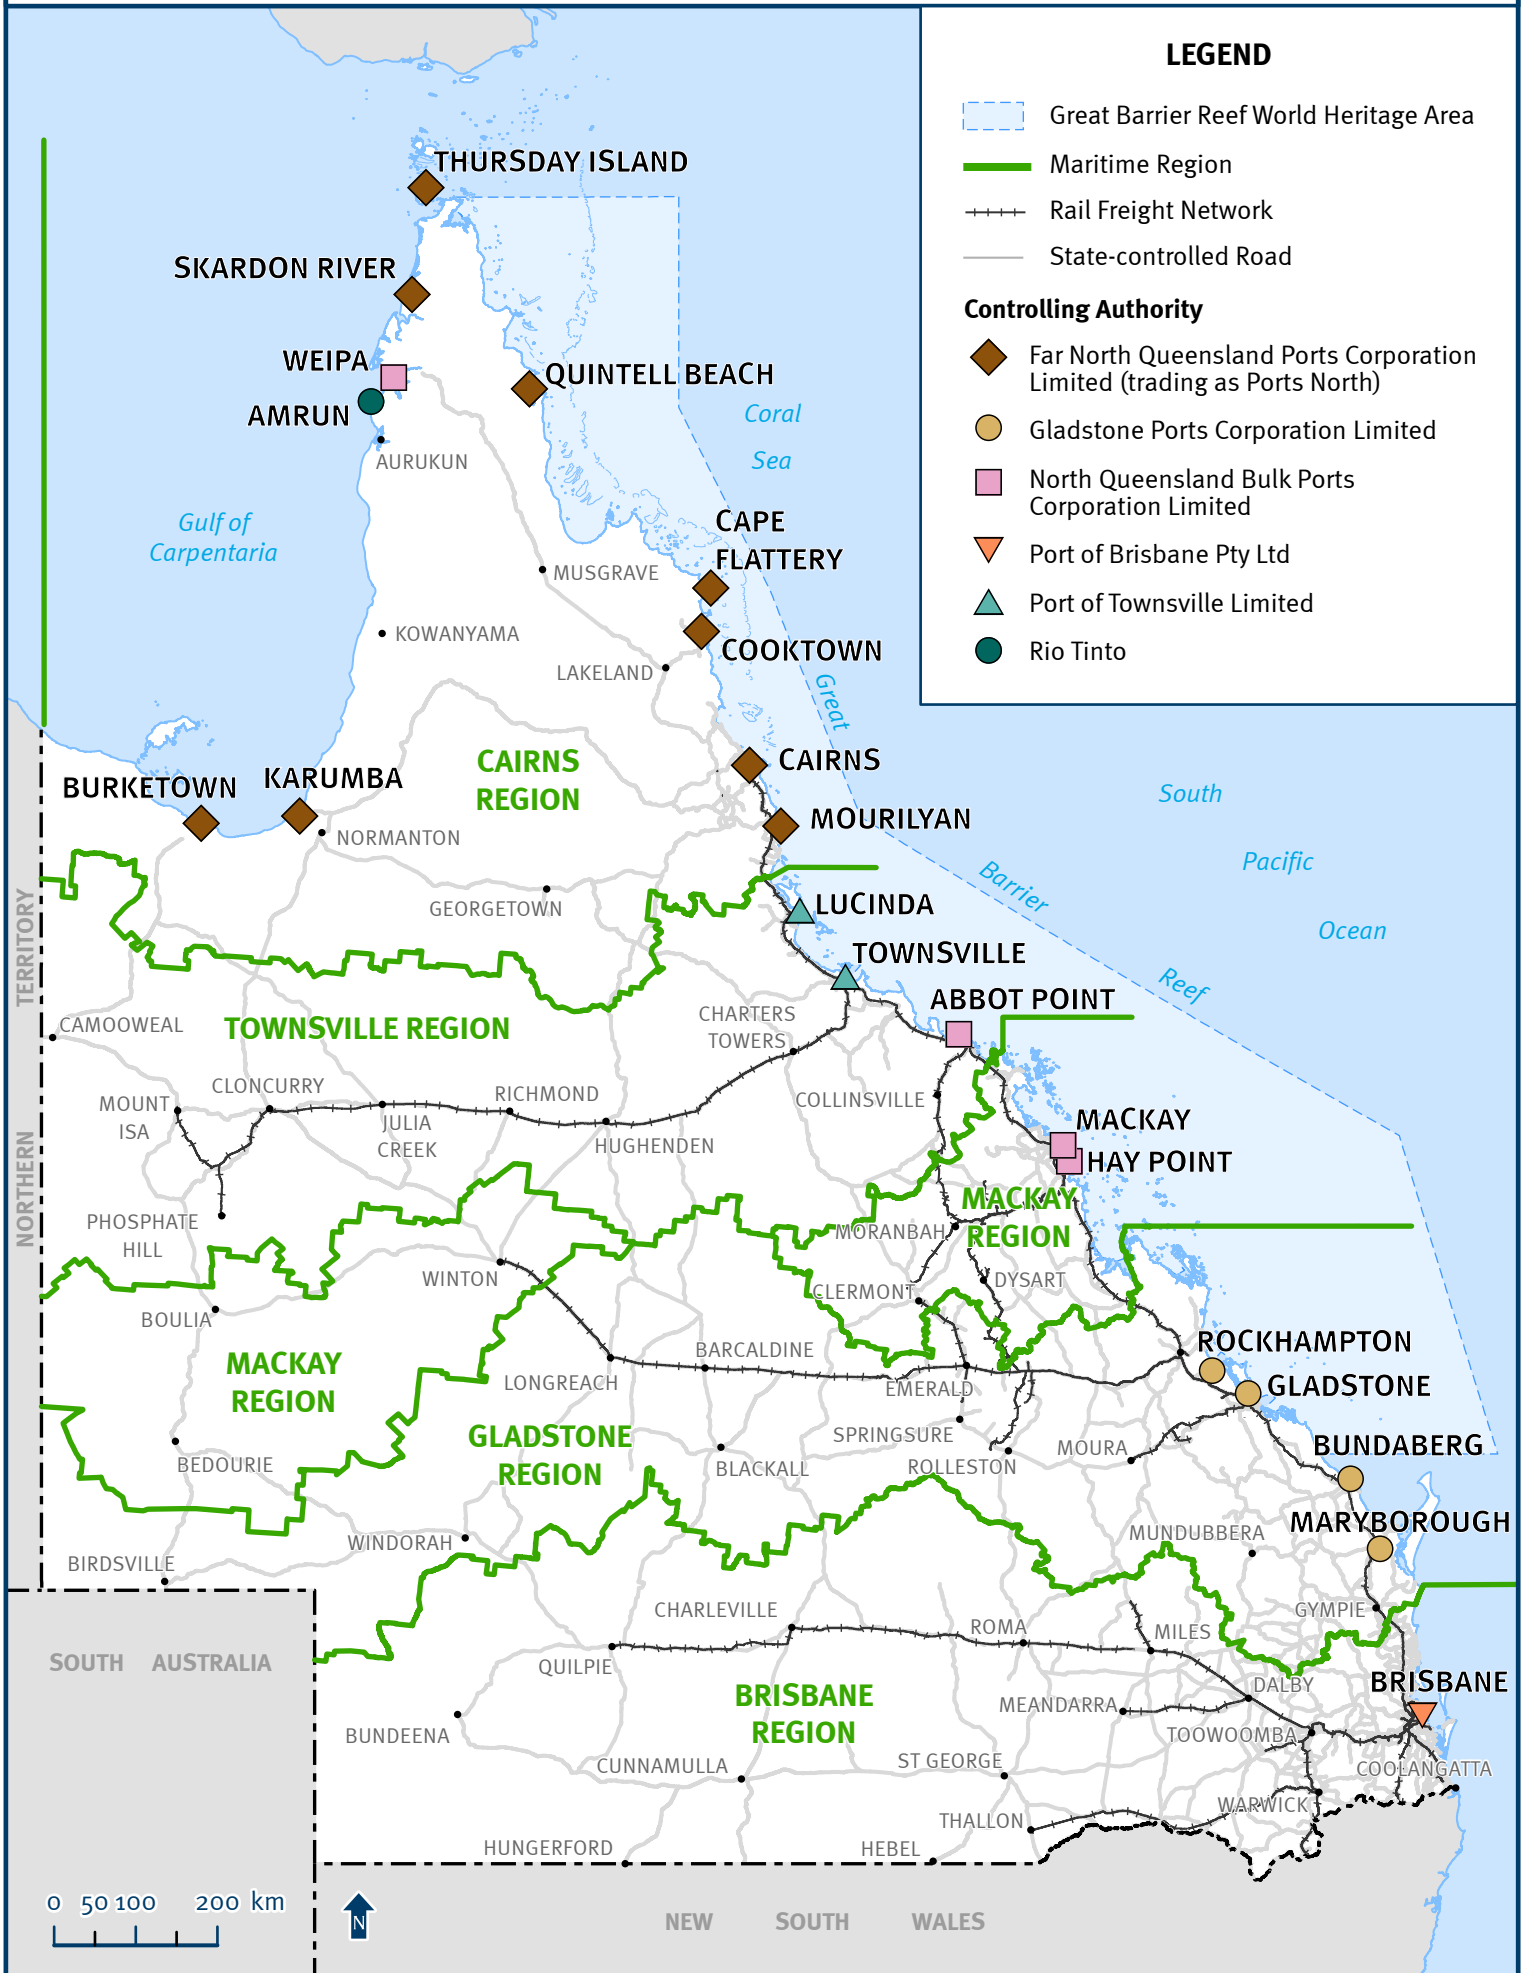 LEGEND
Great Barrier Reef World Heritage Area
Maritime Region
Rail Freight Network
State-controlled Road
Controlling Authority
Far North Queensland Ports Corporation
Limited (trading as Ports North)
Gladstone Ports Corporation Limited
North Queensland Bulk Ports
Corporation Limited
Port of Brisbane Pty Ltd
Port of Townsville Limited
Rio Tinto
THURSDAY ISLAND
SKARDON RIVER
WEIPA
QUINTELL BEACH
AMRUN
Coral
Sea
AURUKUN
Gulf of
Carpentaria
CAPE
FLATTERY
MUSGRAVE
KOWANYAMA
COOKTOWN
LAKELAND
Great
CAIRNS
REGION
CAIRNS
BURKETOWN
KARUMBA
South
MOURILYAN
NORMANTON
Pacific
Barrier
GEORGETOWN
LUCINDA
Ocean
TOWNSVILLE
Reef
ABBOT POINT
NORTHERN TERRITORY
CAMOOWEAL
TOWNSVILLE REGION
CHARTERS
TOWERS
CLONCURRY
RICHMOND
COLLINSVILLE
MOUNT
ISA
JULIA
CREEK
HUGHENDEN
MACKAY
HAY POINT
MACKAY
REGION
PHOSPHATE
HILL
MORANBAH
WINTON
DYSART
CLERMONT
BOULIA
ROCKHAMPTON
BARCALDINE
MACKAY
REGION
LONGREACH
EMERALD
GLADSTONE
GLADSTONE
REGION
SPRINGSURE
MOURA
BUNDABERG
BEDOURIE
BLACKALL
ROLLESTON
MARYBOROUGH
WINDORAH
MUNDUBBERA
BIRDSVILLE
CHARLEVILLE
GYMPIE
ROMA
MILES
SOUTH AUSTRALIA
QUILPIE
BRISBANE
DALBY
BRISBANE
REGION
MEANDARRA
BUNDEENA
TOOWOOMBA
CUNNAMULLA
ST GEORGE
COOLANGATTA
WARWICK
THALLON
HUNGERFORD
HEBEL
0 50 100 200 km
N
NEW SOUTH WALES